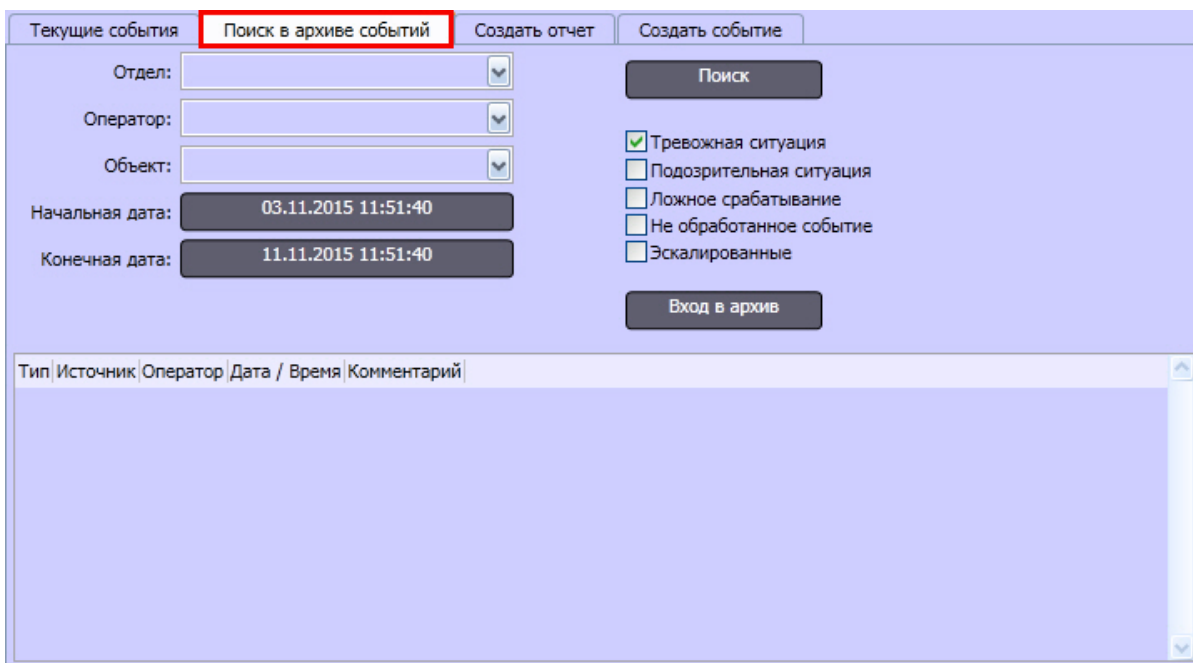 Текущие события Поиск в архиве событий Создать отчет Создать событие
Отдел:
Оператор:
Объект:
Начальная дата: 03.11.2015 11:51:40
Конечная дата: 11.11.2015 11:51:40
Поиск
Тревожная ситуация
Подозрительная ситуация
Ложное срабатывание
Не обработанное событие
Эскалированные
Вход в архив
Тип Источник Оператор Дата / Время Комментарий